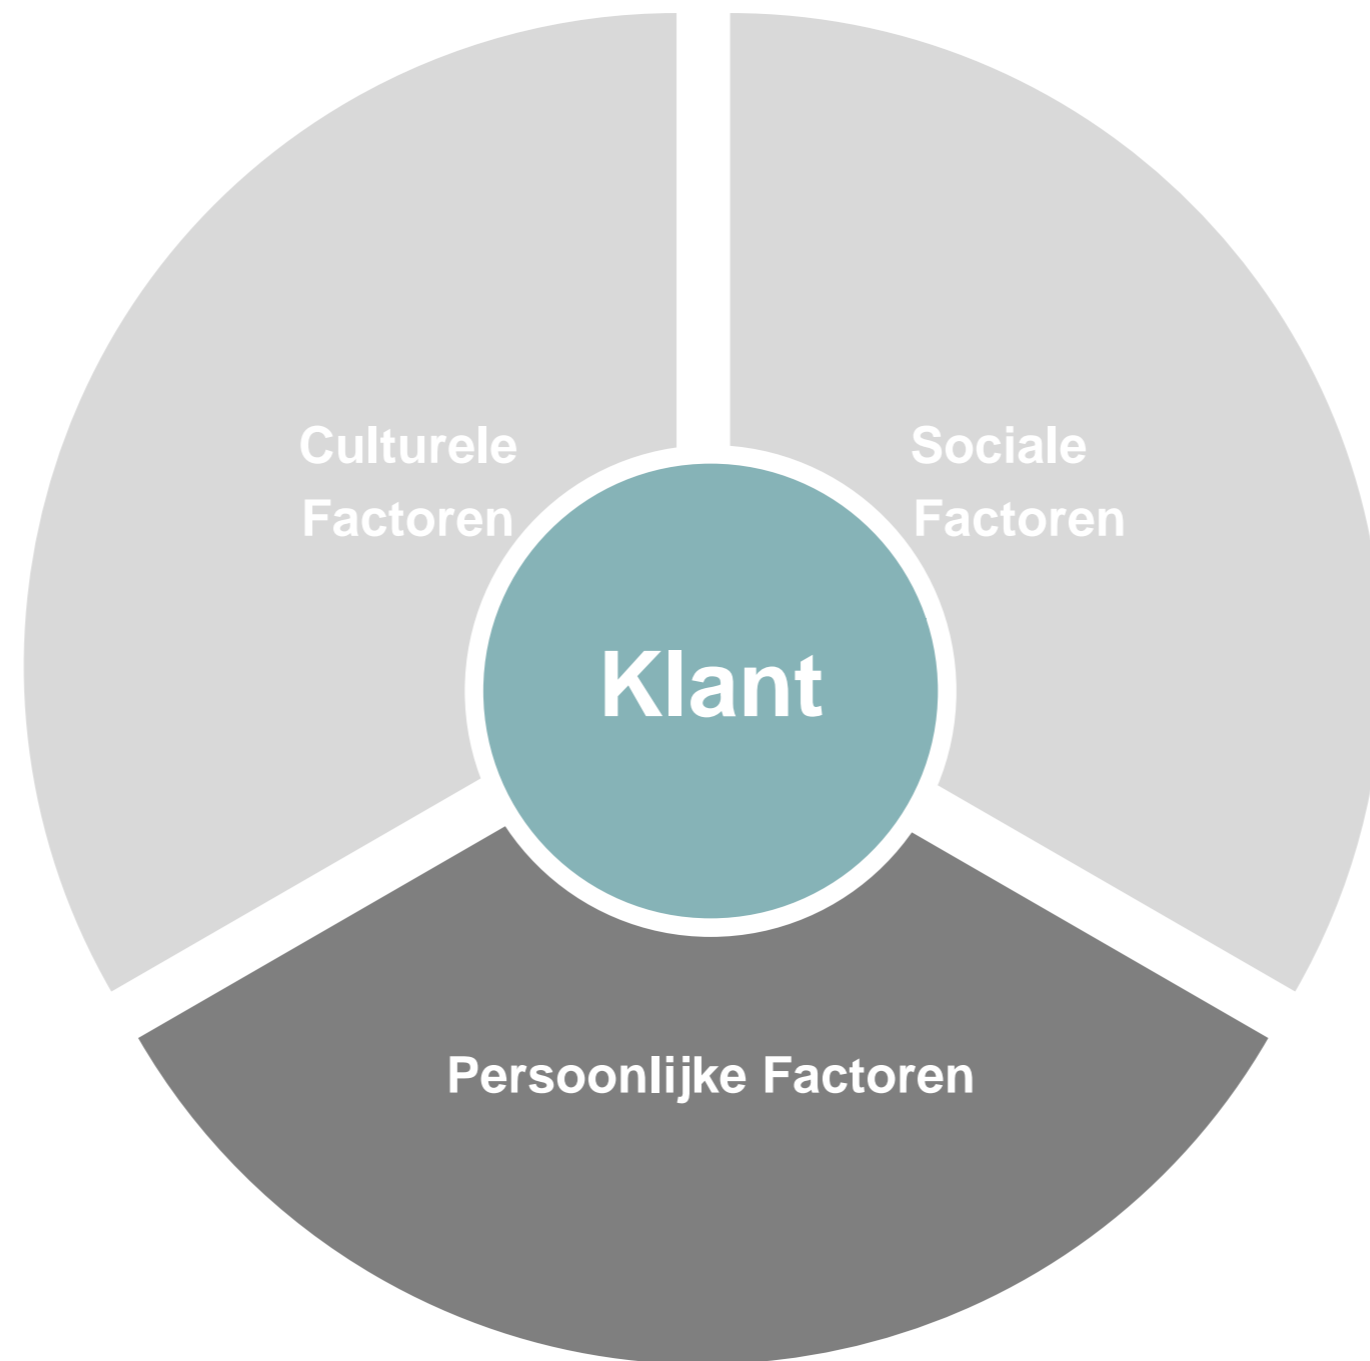 Culturele
Factoren
Sociale
Factoren
Klant
Persoonlijke Factoren